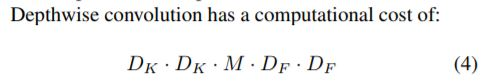 Depthwise convolution has a computational cost of:
D_K · D_K · M · D_F · D_F (4)